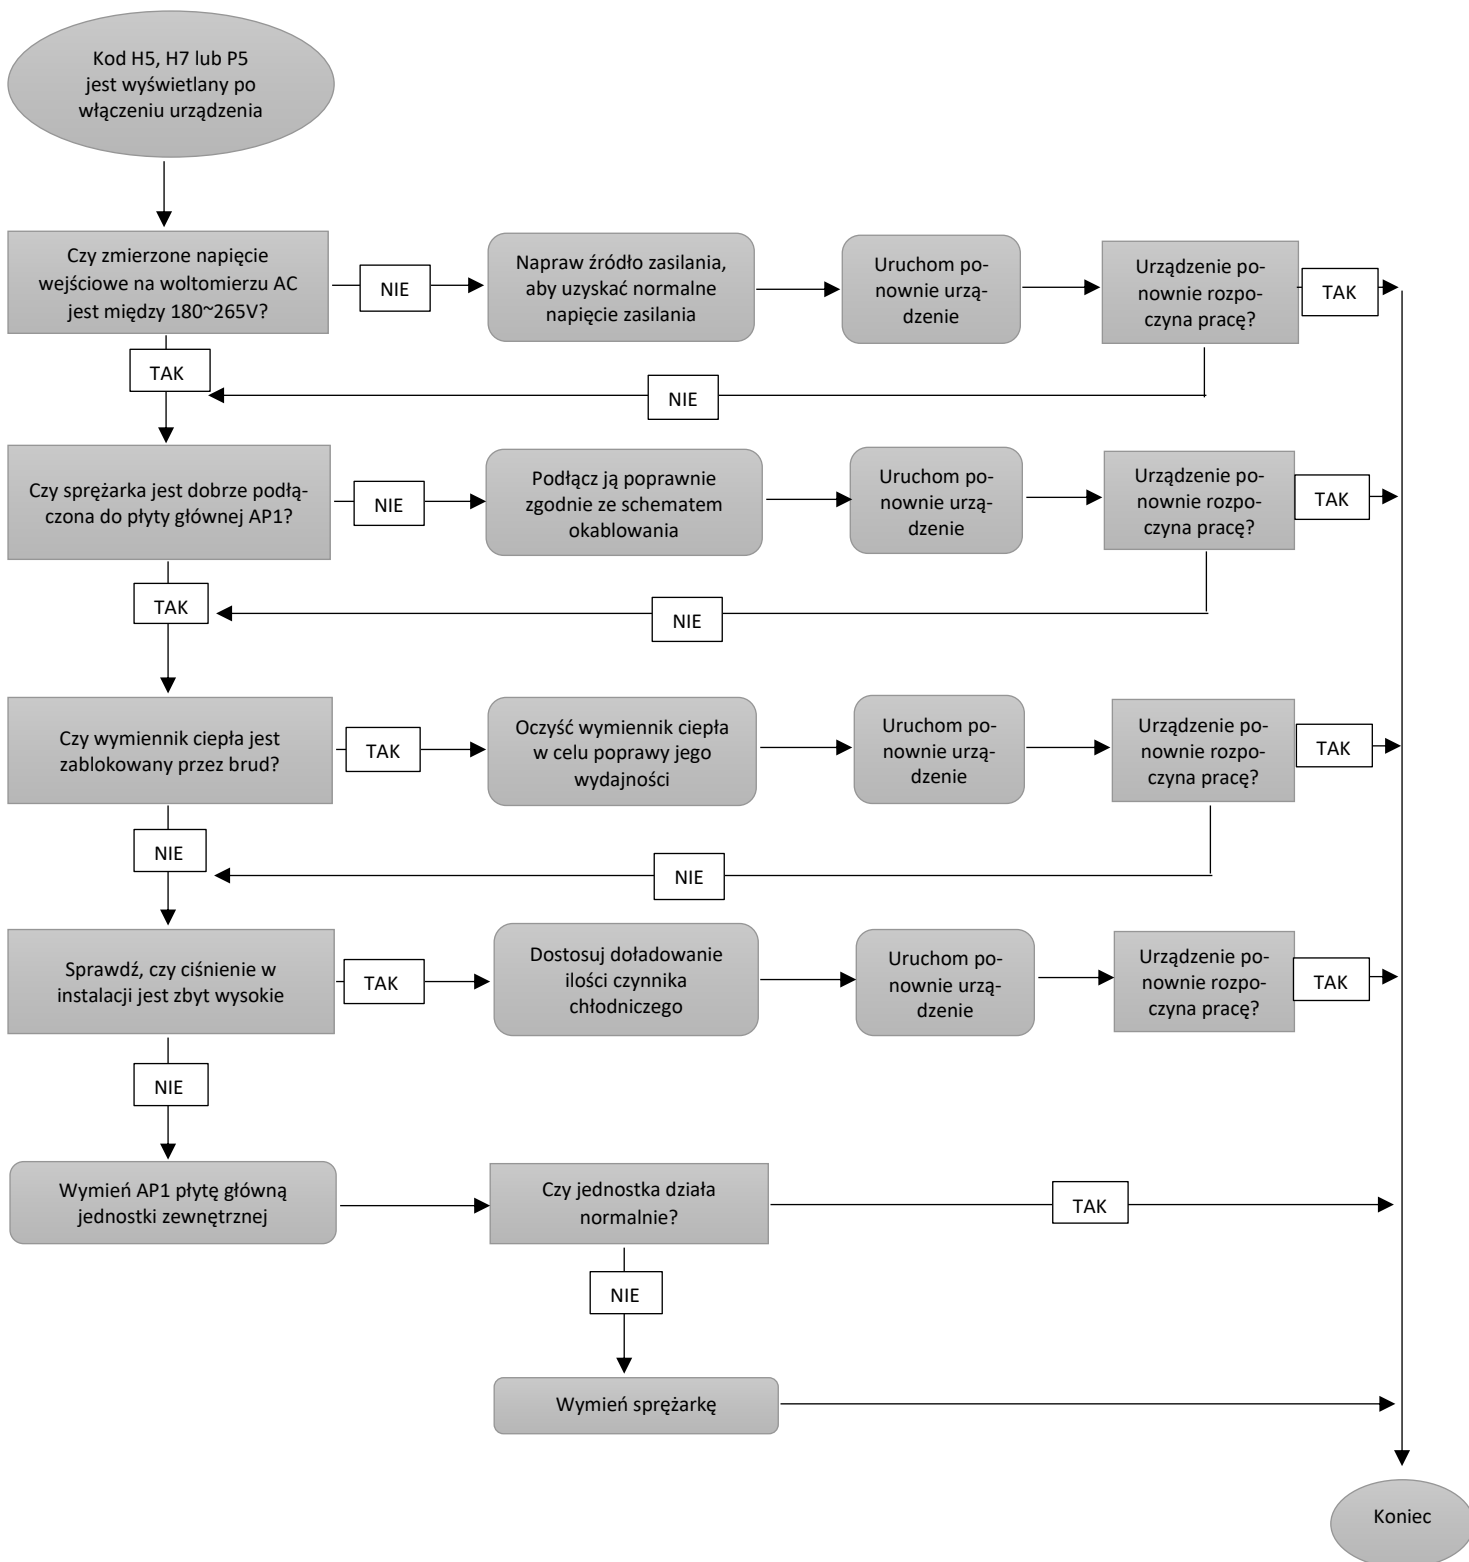 Kod H5, H7 lub P5
jest wyświetlany po
włączeniu urządzenia
Czy zmierzone napięcie
wejściowe na woltomierzu AC
jest między 180~265V?
NIE
Napraw źródło zasilania,
aby uzyskać normalne
napięcie zasilania
Uruchom po-
nownie urzą-
dzenie
Urządzenie po-
nownie rozpo-
czyna pracę?
TAK
TAK
NIE
Czy sprężarka jest dobrze podłą-
czona do płyty głównej AP1?
NIE
Podłącz ją poprawnie
zgodnie ze schematem
okablowania
Uruchom po-
nownie urzą-
dzenie
Urządzenie po-
nownie rozpo-
czyna pracę?
TAK
TAK
NIE
Czy wymiennik ciepła jest
zablokowany przez brud?
TAK
Oczyść wymiennik ciepła
w celu poprawy jego
wydajności
Uruchom po-
nownie urzą-
dzenie
Urządzenie po-
nownie rozpo-
czyna pracę?
TAK
NIE
NIE
Sprawdź, czy ciśnienie w
instalacji jest zbyt wysokie
TAK
Dostosuj doładowanie
ilości czynnika
chłodniczego
Uruchom po-
nownie urzą-
dzenie
Urządzenie po-
nownie rozpo-
czyna pracę?
TAK
NIE
Wymień AP1 płytę główną
jednostki zewnętrznej
Czy jednostka działa
normalnie?
TAK
NIE
Wymień sprężarkę
Koniec